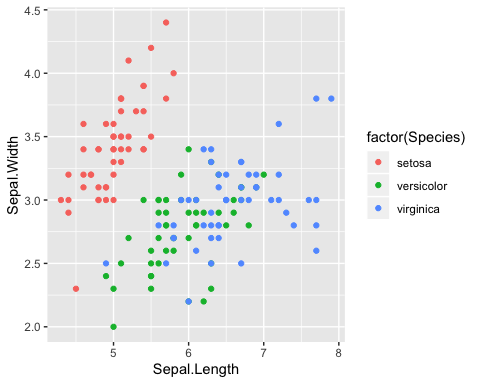 4.5
4.0
3.5
3.0
2.5
2.0
Sepal.Width
5
6
7
8
Sepal.Length
factor(Species)
setosa
versicolor
virginica